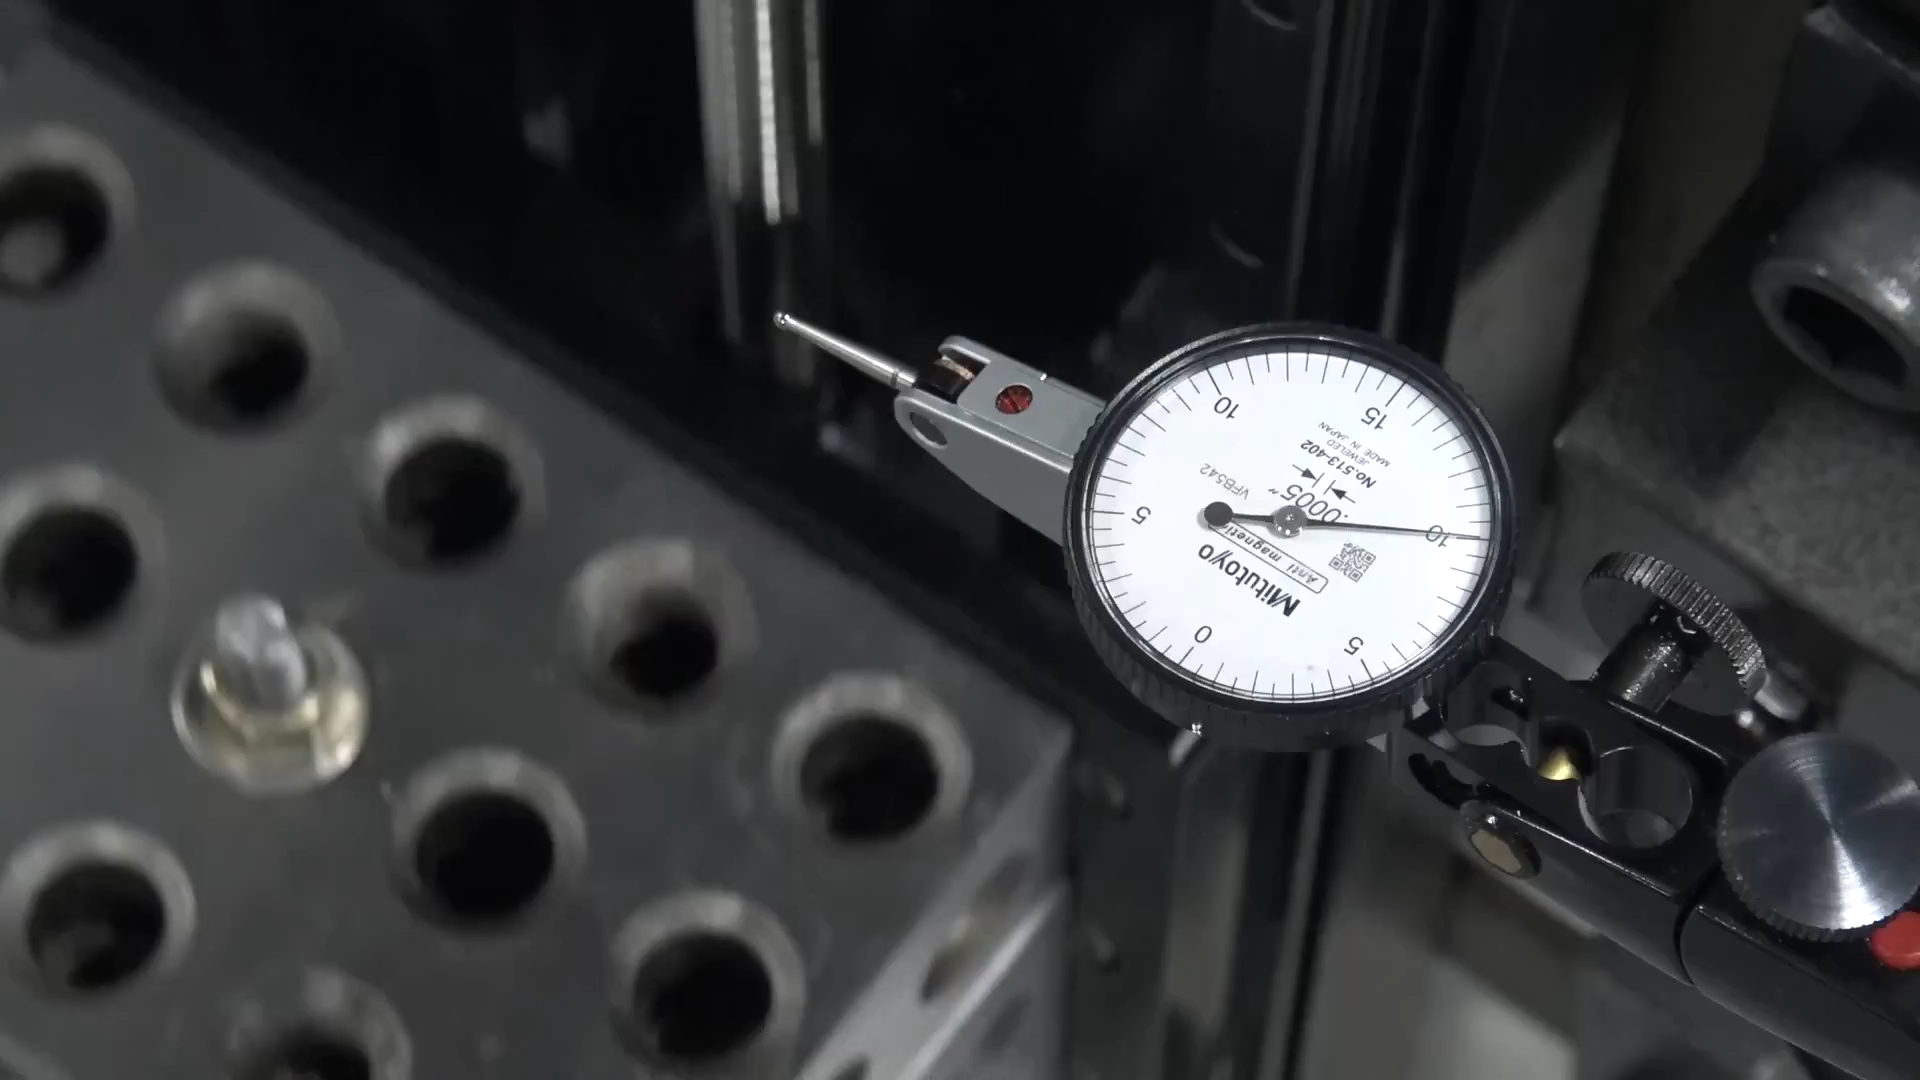 0
5
10
15
10
5
Mitutoyo
Anti magnetic
.0005"
VFB542
No.513-402
JEWELED
MADE IN JAPAN